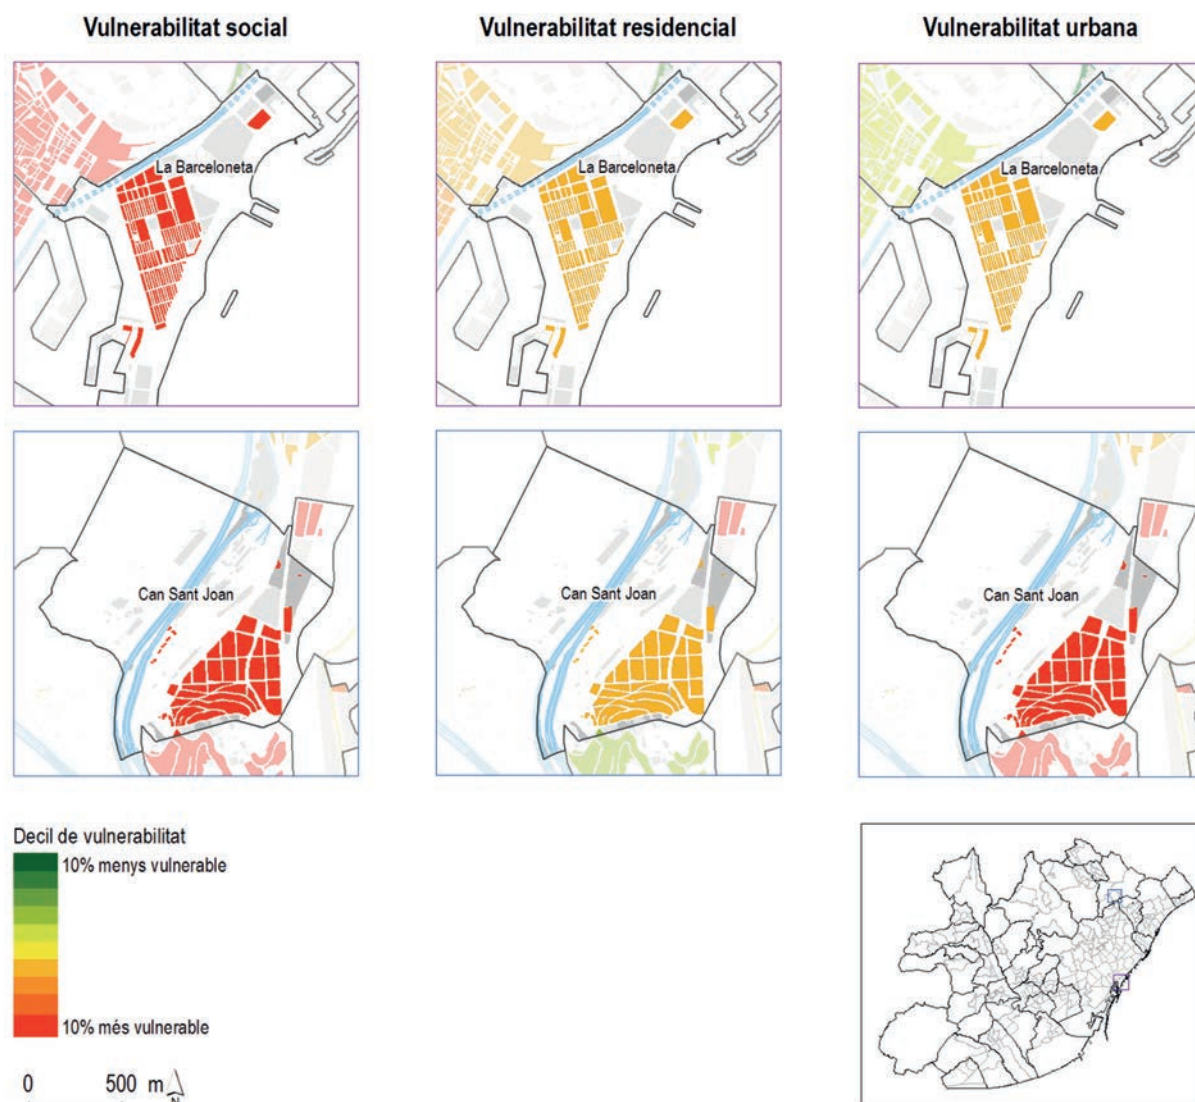 Vulnerabilitat social
Vulnerabilitat residencial
Vulnerabilitat urbana
La Barceloneta
La Barceloneta
La Barceloneta
Can Sant Joan
Can Sant Joan
Can Sant Joan
Decil de vulnerabilitat
10% menys vulnerable
10% més vulnerable
0 500 m
N